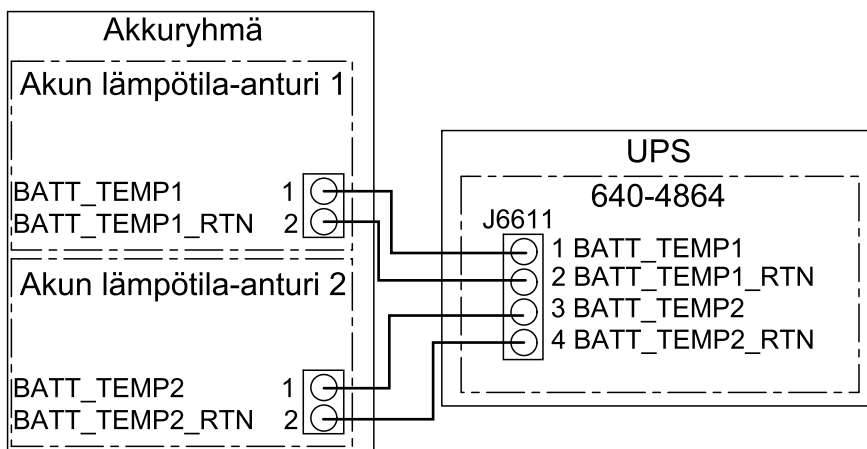 Akkuryhmä
Akun lämpötila-anturi 1
BATT_TEMP1 1
BATT_TEMP1_RTN 2
Akun lämpötila-anturi 2
BATT_TEMP2 1
BATT_TEMP2_RTN 2
UPS
640-4864
J6611
1 BATT_TEMP1
2 BATT_TEMP1_RTN
3 BATT_TEMP2
4 BATT_TEMP2_RTN